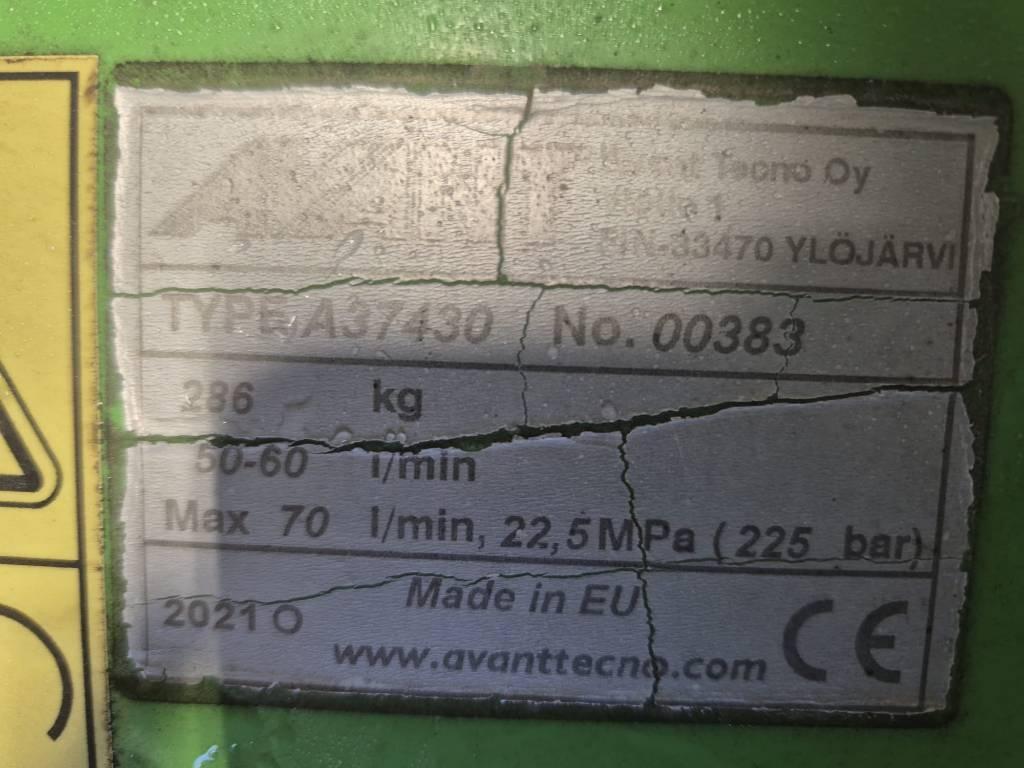 Tecno Oy
1
FIN-33470 YLÖJÄRVI
TYPE A37430 No. 00383
286 kg
50-60 l/min
Max 70 l/min, 22,5 MPa (225 bar)
Made in EU
2021 O
www.avanttecno.com
CE